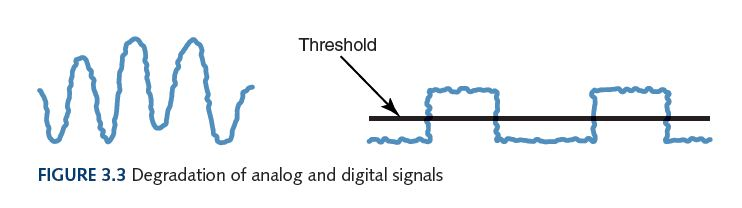 Threshold
FIGURE 3.3 Degradation of analog and digital signals